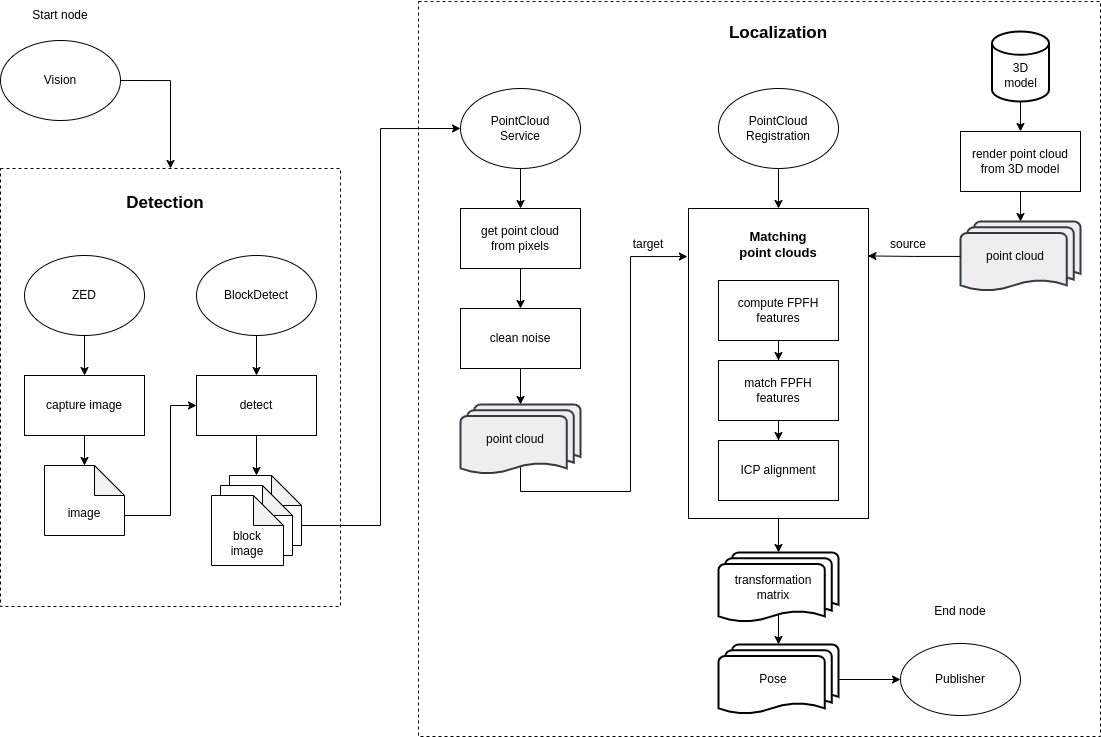 Start node
Vision
Detection
ZED
BlockDetect
capture image
detect
image
block
image
Localization
PointCloud
Service
get point cloud
from pixels
clean noise
point cloud
target
PointCloud
Registration
Matching
point clouds
compute FPFH
features
match FPFH
features
ICP alignment
3D
model
render point cloud
from 3D model
point cloud
source
transformation
matrix
Pose
End node
Publisher